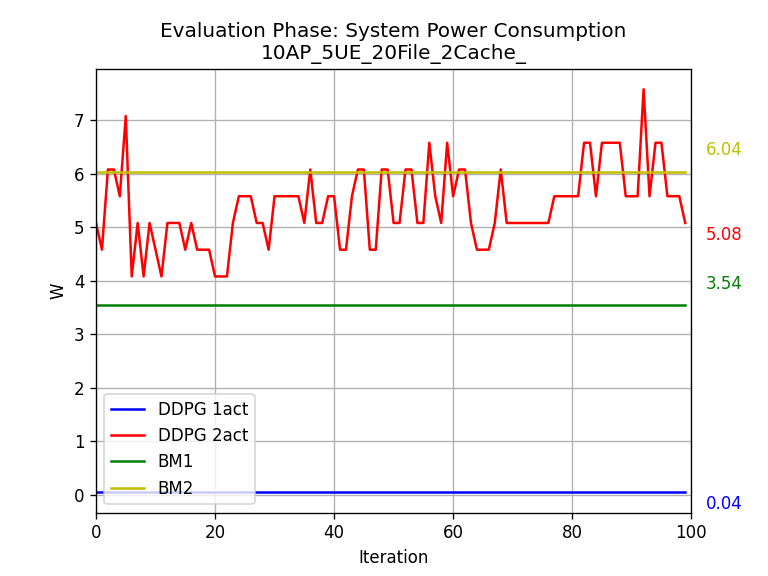 Evaluation Phase: System Power Consumption
10AP_5UE_20File_2Cache_
7
6
5
4
3
2
1
0
W
6.04
5.08
3.54
0.04
DDPG 1act
DDPG 2act
BM1
BM2
0 20 40 60 80 100
Iteration